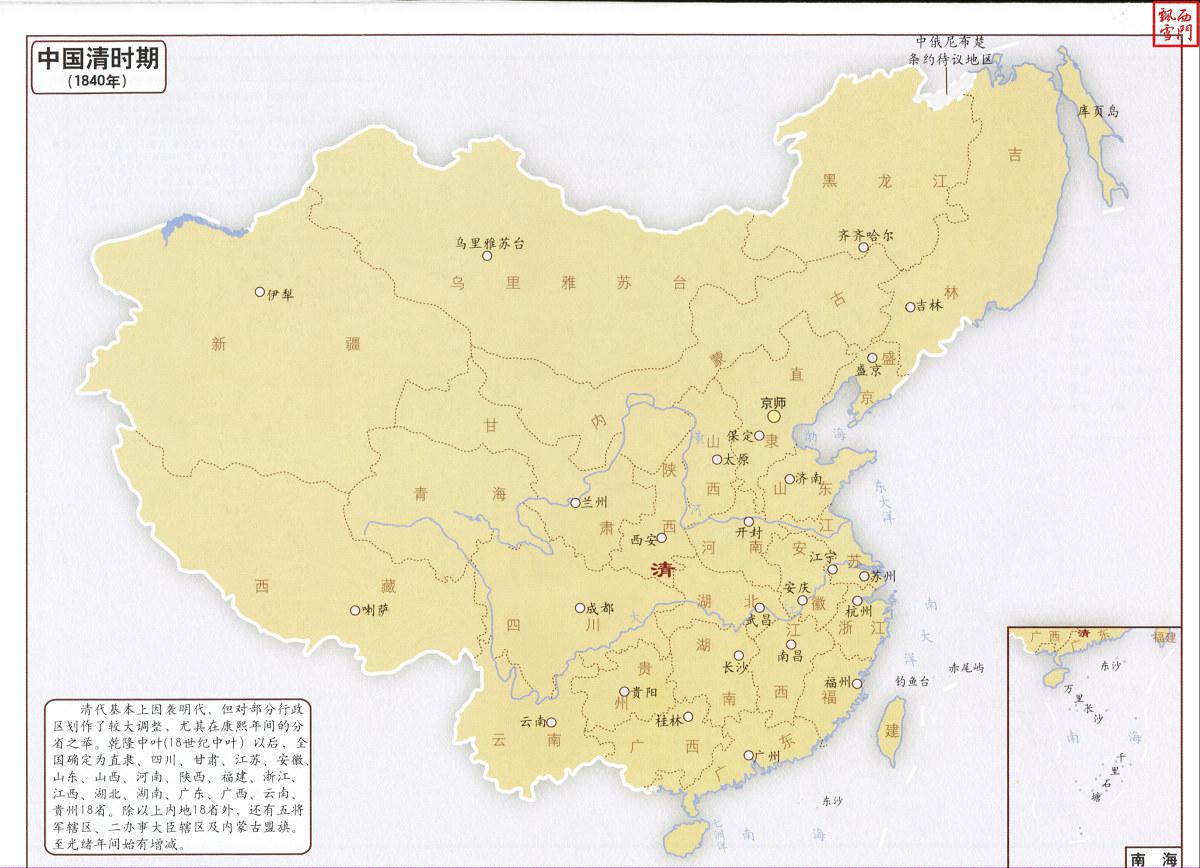 西門
飘雪
中国清时期
(1840年)
中俄尼布楚
条约待议地区
库页岛
吉
黑 龙 江
齐齐哈尔
乌里雅苏台
乌 里 雅 苏 台
伊犁
古
林
吉林
新 疆
蒙
盛
盛京
直
京
京师
甘
内
保定
隶
渤 海
黄
山
太原
陕
济南
青 海
西
山 东
东大洋
兰州
河
肃
西
开封
江
西安
河 南
安
江宁
苏
清
苏州
西 藏
安庆
喇萨
成都
湖 北
徽
杭州
南大洋
四 川
大
武昌
江
江
浙 江
湖
南昌
长沙
赤尾屿
贵
福州
钓鱼台
贵阳
州
南
西
福
云南
桂林
建
云 南
广 西
东
广州
广
东沙
七洲洋
南 海
清代基本上因袭明代，但对部分行政
区划作了较大调整，尤其在康熙年间的分
省之举。乾隆中叶(18世纪中叶）以后，全
国确定为直隶、四川、甘肃、江苏、安徽、
山东、山西、河南、陕西、福建、浙江、
江西、湖北、湖南、广东、广西、云南、
贵州18省。除以上内地18省外，还有五将
军辖区、二办事大臣辖区及内蒙古盟旗。
至光绪年间始有增减。
广 西
清
东
福建
东沙
万里长沙
南 海
千里石塘
南 海